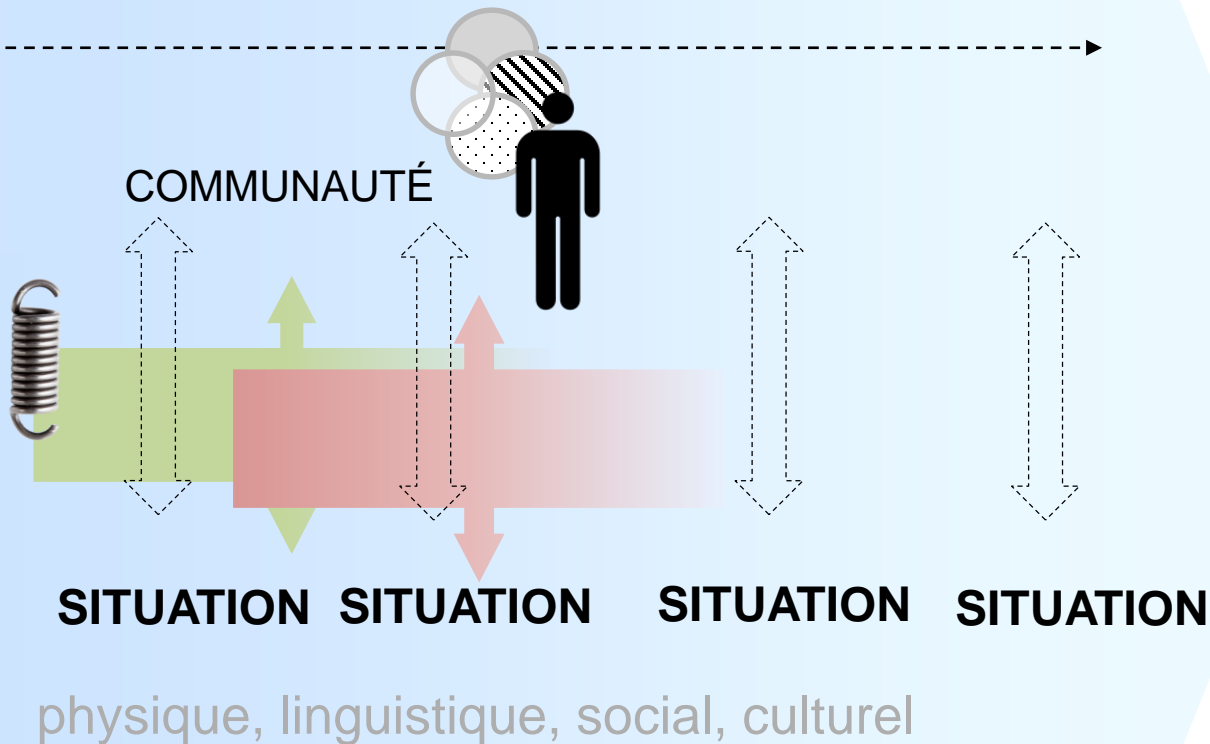 COMMUNAUTÉ
SITUATION SITUATION SITUATION SITUATION
physique, linguistique, social, culturel